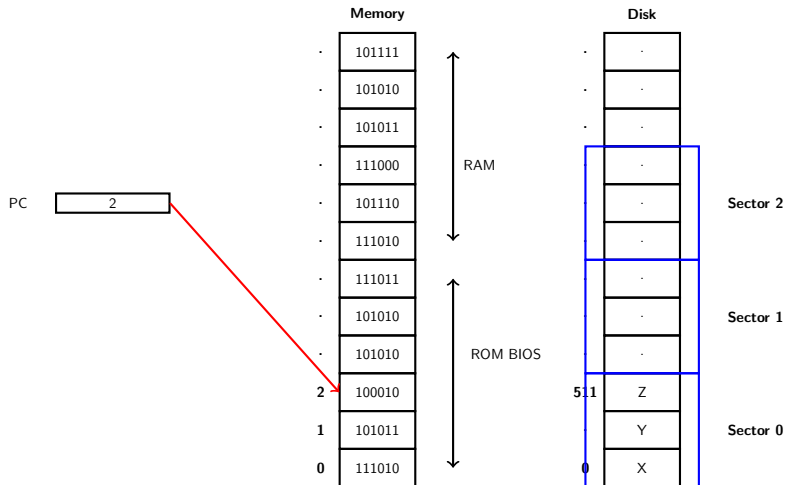 Memory Disk
· 101111 · ·
101010 · ·
· 101011 · ·
· 111000 RAM · ·
PC 2 · 101110 · · Sector 2
· 111010 · ·
· 111011 · ·
· 101010 · · Sector 1
· 101010 ROM BIOS · ·
2 100010 511 Z
1 101011 · Y Sector 0
0 111010 0 X